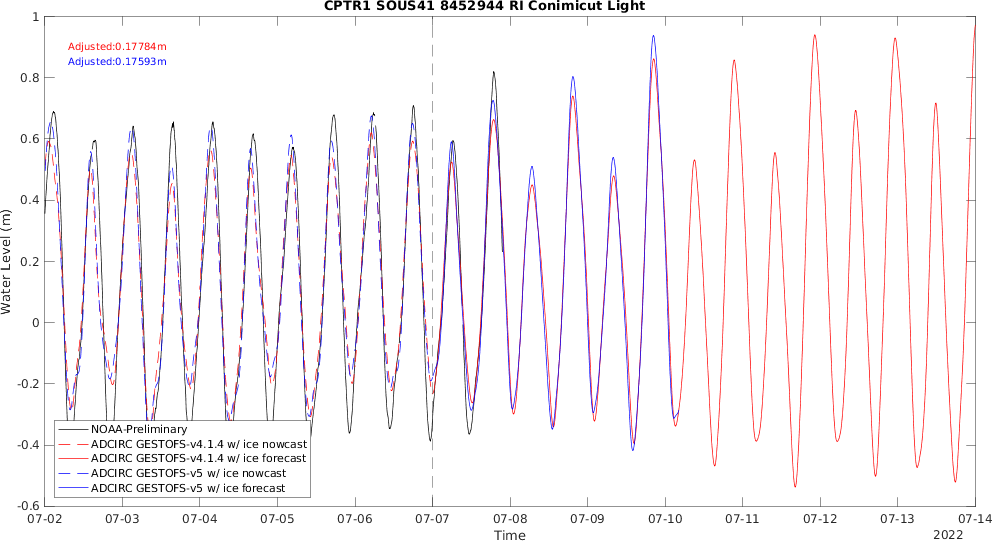 CPTR1 SOUS41 8452944 RI Conimicut Light
Adjusted:0.17784m
Adjusted:0.17593m
Water Level (m)
1
0.8
0.6
0.4
0.2
0
-0.2
-0.4
-0.6
NOAA-Preliminary
ADCIRC GESTOFS-v4.1.4 w/ ice nowcast
ADCIRC GESTOFS-v4.1.4 w/ ice forecast
ADCIRC GESTOFS-v5 w/ ice nowcast
ADCIRC GESTOFS-v5 w/ ice forecast
07-02 07-03 07-04 07-05 07-06 07-07 07-08 07-09 07-10 07-11 07-12 07-13 07-14
Time
2022